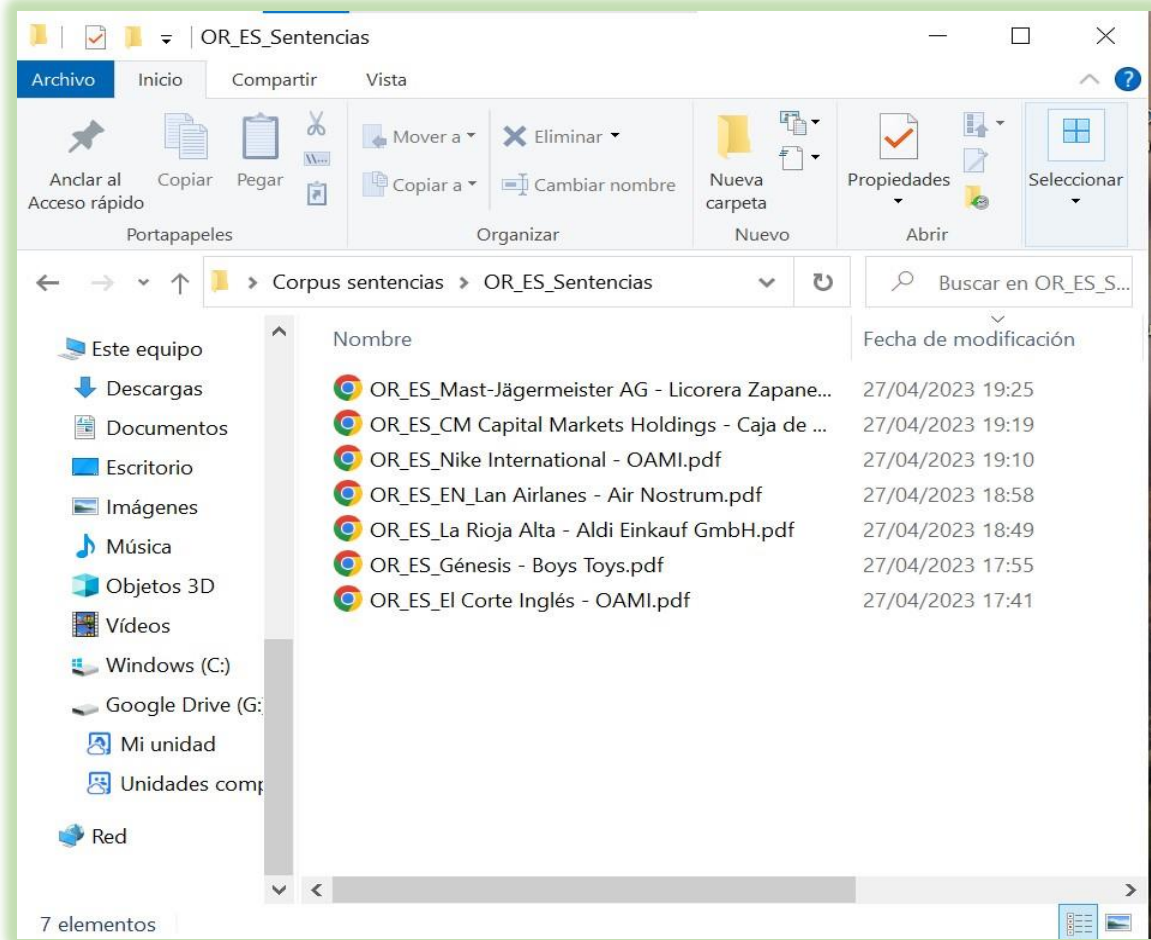 OR_ES_Sentencias
Archivo Inicio Compartir Vista
Mover a Eliminar
Copiar a Cambiar nombre
Anclar al Acceso rápido Copiar Pegar Nueva carpeta Propiedades Seleccionar
Portapapeles Organizar Nuevo Abrir
Corpus sentencias > OR_ES_Sentencias Buscar en OR_ES_S...
Nombre Fecha de modificación
Este equipo
Descargas
Documentos
Escritorio
Imágenes
Música
Objetos 3D
Vídeos
Windows (C:)
Google Drive (G:
Mi unidad
Unidades comp
Red
OR_ES_Mast-Jägermeister AG - Licorera Zapane... 27/04/2023 19:25
OR_ES_CM Capital Markets Holdings - Caja de ... 27/04/2023 19:19
OR_ES_Nike International - OAMI.pdf 27/04/2023 19:10
OR_ES_EN_Lan Airlanes - Air Nostrum.pdf 27/04/2023 18:58
OR_ES_La Rioja Alta - Aldi Einkauf GmbH.pdf 27/04/2023 18:49
OR_ES_Génesis - Boys Toys.pdf 27/04/2023 17:55
OR_ES_El Corte Inglés - OAMI.pdf 27/04/2023 17:41
7 elementos